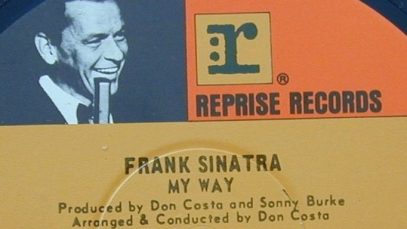 r
®
REPRISE RECORDS
FRANK SINATRA
MY WAY
Produced by Don Costa and Sonny Burke
Arranged & Conducted by Don Costa